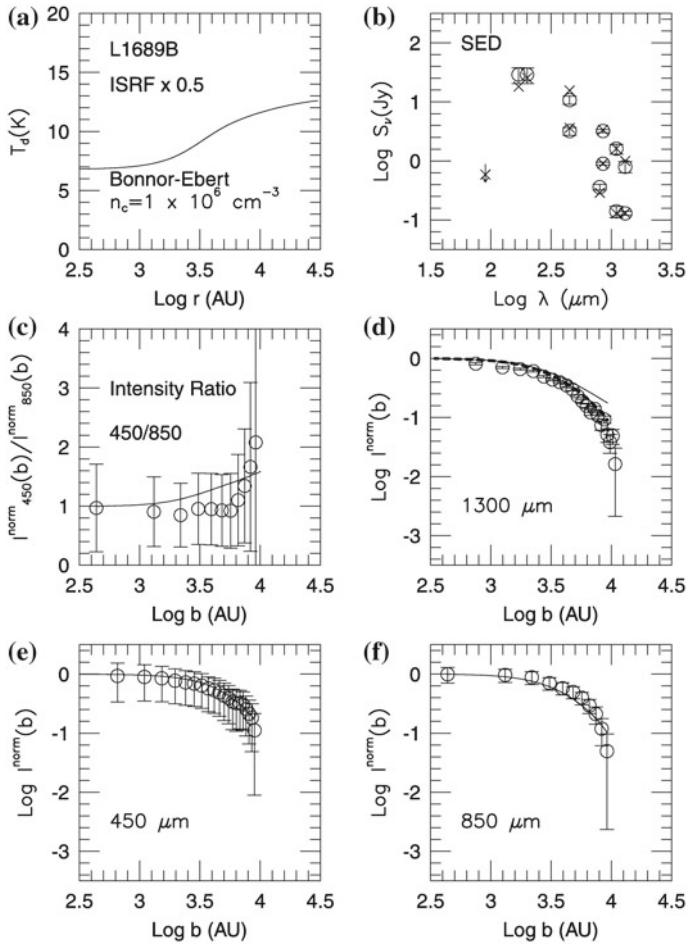 (a)
L1689B
ISRF x 0.5
Bonnor-Ebert
n_c=1 x 10^6 cm^-3
T_d(K)
20
15
10
5
0
2.5 3 3.5 4 4.5
Log r (AU)
(b)
SED
Log S_ν(Jy)
2
1
0
-1
1.5 2 2.5 3 3.5
Log λ (μm)
(c)
Intensity Ratio
450/850
I^norm_450(b)/I^norm_850(b)
4
3
2
1
0
2.5 3 3.5 4 4.5
Log b (AU)
(d)
1300 μm
Log I^norm(b)
-0
-1
-2
-3
2.5 3 3.5 4 4.5
Log b (AU)
(e)
450 μm
Log I^norm(b)
-0
-1
-2
-3
2.5 3 3.5 4 4.5
Log b (AU)
(f)
850 μm
Log I^norm(b)
-0
-1
-2
-3
2.5 3 3.5 4 4.5
Log b (AU)